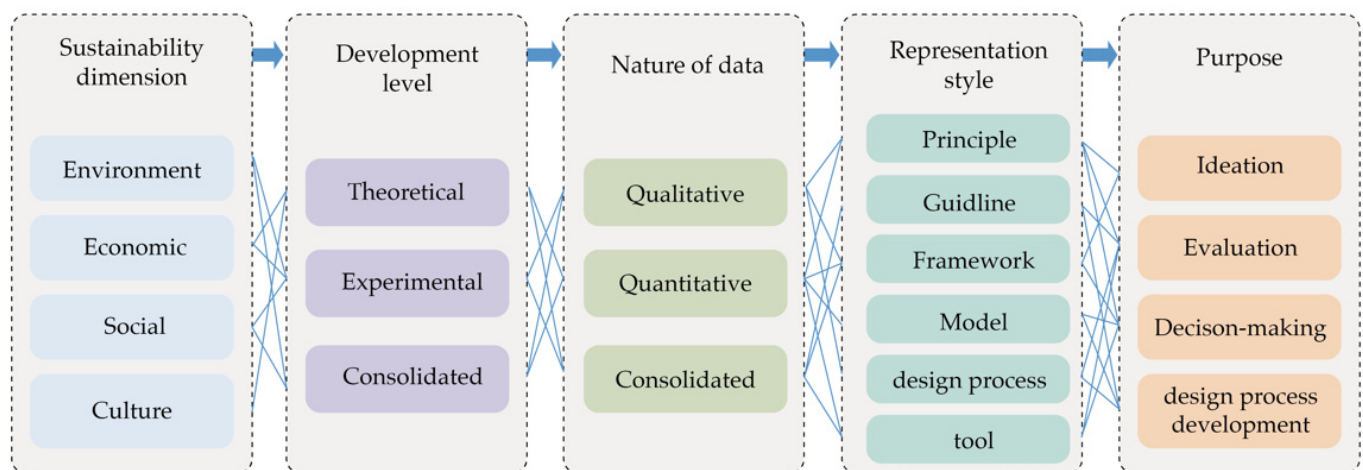 Sustainability
dimension
Environment
Economic
Social
Culture
Development
level
Theoretical
Experimental
Consolidated
Nature of data
Qualitative
Quantitative
Consolidated
Representation
style
Principle
Guidline
Framework
Model
design process
tool
Purpose
Ideation
Evaluation
Decison-making
design process
development